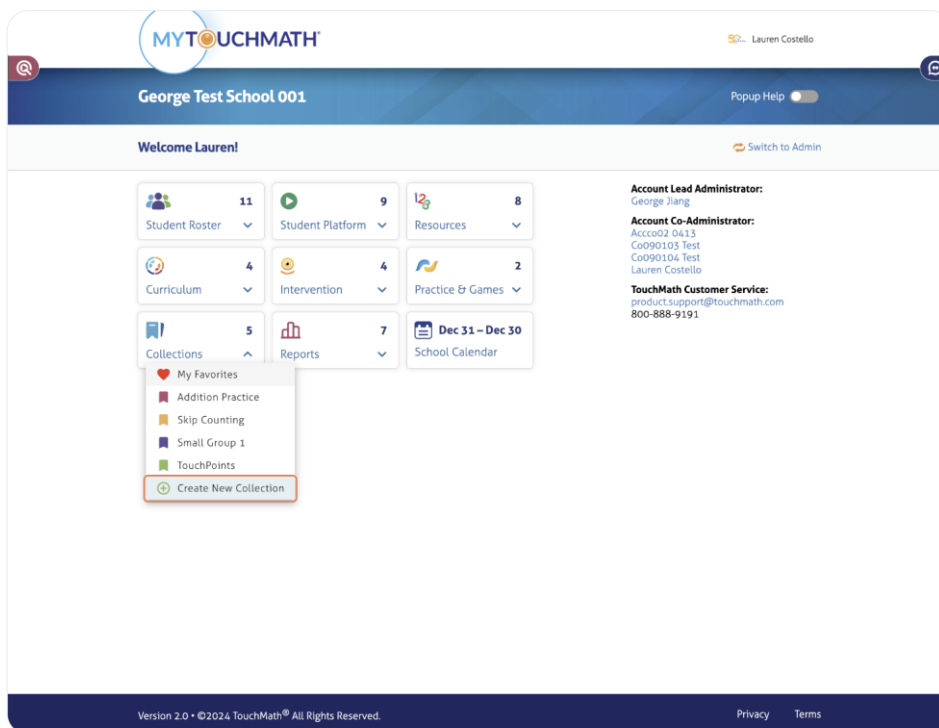 MYTOUCHMATH
Lauren Costello
George Test School 001
Popup Help
Welcome Lauren!
Switch to Admin
11
Student Roster
9
Student Platform
8
Resources
4
Curriculum
4
Intervention
2
Practice & Games
5
Collections
7
Reports
Dec 31 – Dec 30
School Calendar
My Favorites
Addition Practice
Skip Counting
Small Group 1
TouchPoints
Create New Collection
Account Lead Administrator:
George Jiang
Account Co-Administrator:
Accco02 0413
Co090103 Test
Co090104 Test
Lauren Costello
TouchMath Customer Service:
product.support@touchmath.com
800-888-9191
Version 2.0 • ©2024 TouchMath® All Rights Reserved.
Privacy
Terms